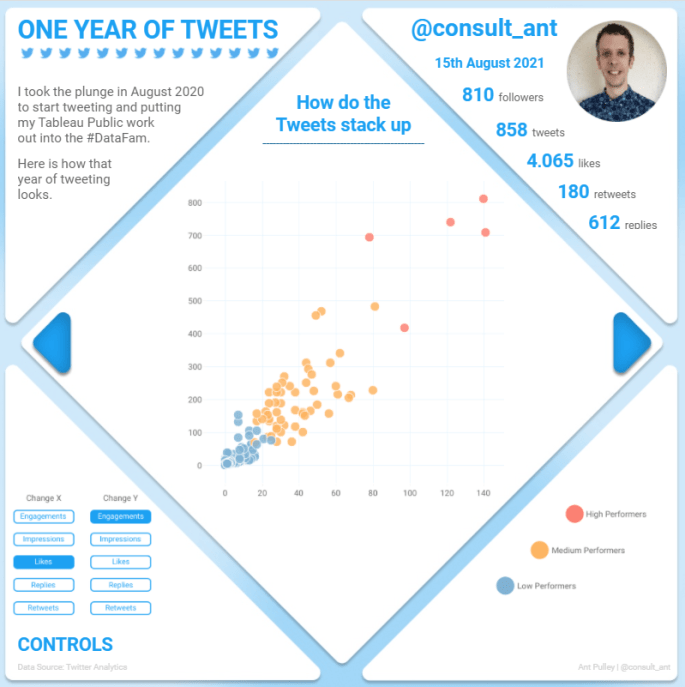 ONE YEAR OF TWEETS
I took the plunge in August 2020
to start tweeting and putting
my Tableau Public work
out into the #DataFam.
Here is how that
year of tweeting
looks.
@consult_ant
15th August 2021
810 followers
858 tweets
4.065 likes
180 retweets
612 replies
How do the
Tweets stack up
800
700
600
500
400
300
200
100
0
0 20 40 60 80 100 120 140
Change X Change Y
Engagements Engagements
Impressions Impressions
Likes Likes
Replies Replies
Retweets Retweets
CONTROLS
Data Source: Twitter Analytica
High Performers
Medium Performers
Low Performers
Ant Pulley | @consult_ant